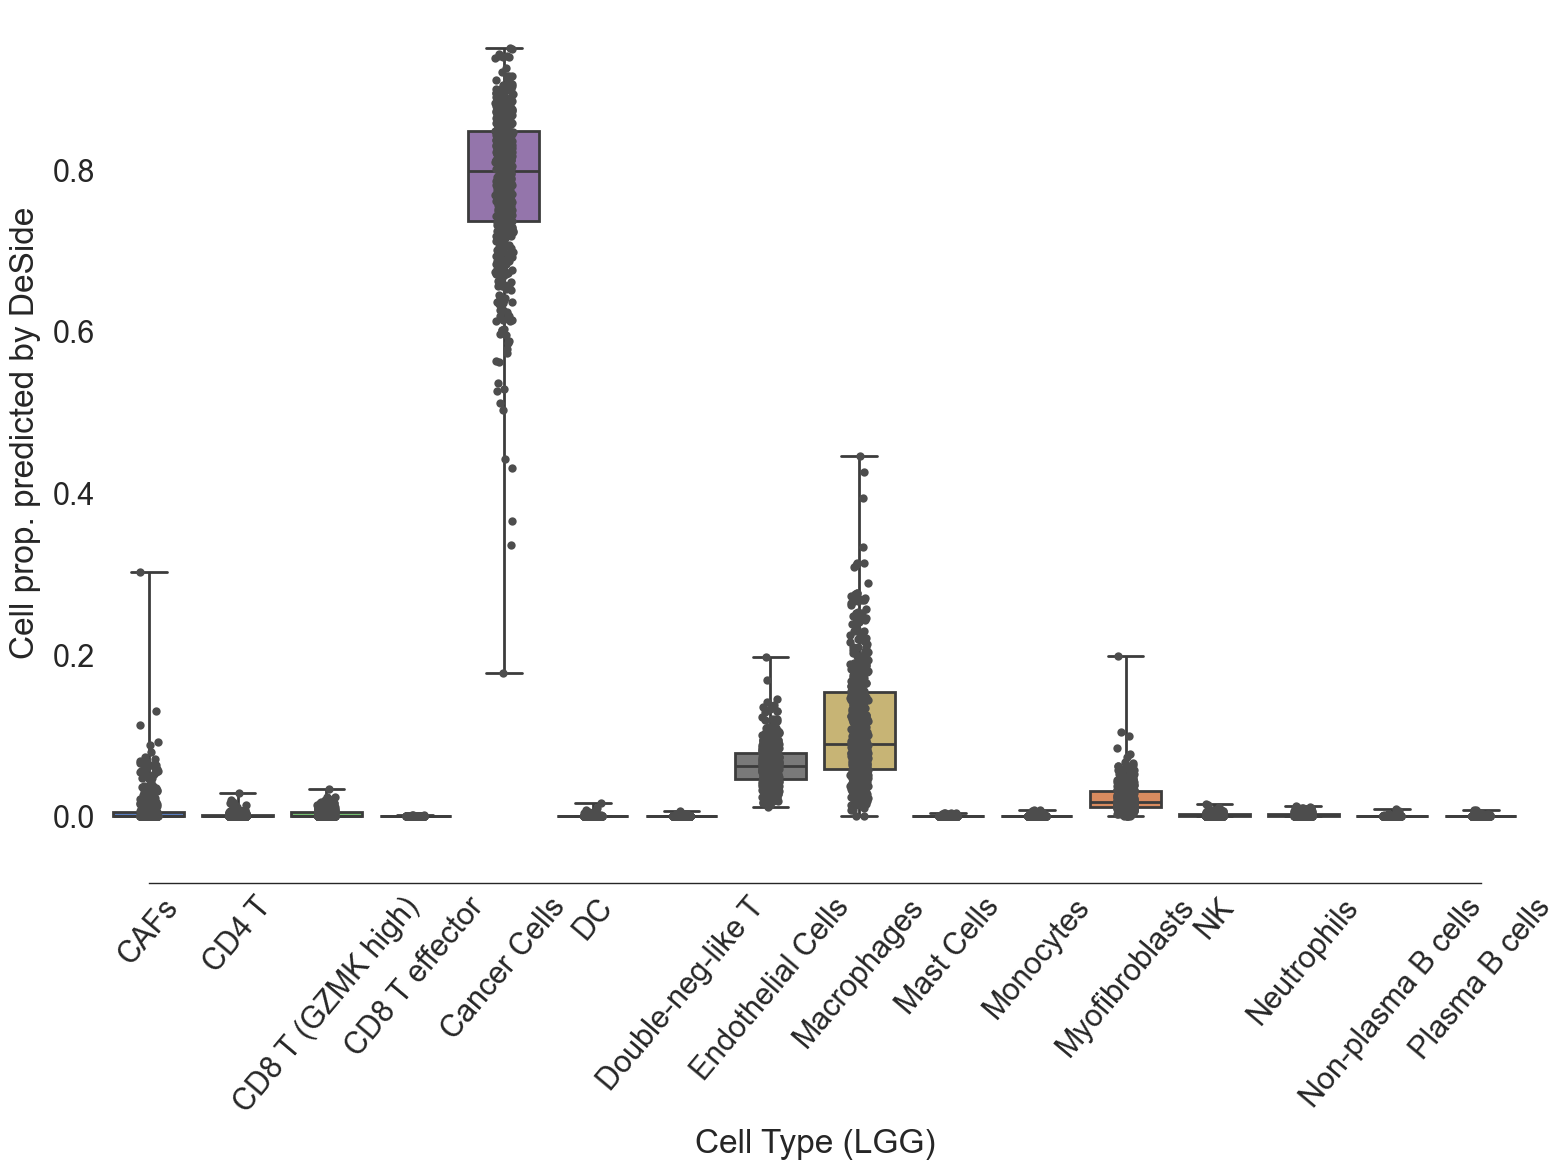 Cell prop. predicted by DeSide
0.8
0.6
0.4
0.2
0.0
CAFs
CD4 T
CD8 T (GZMK high)
CD8 T effector
Cancer Cells
DC
Double-neg-like T
Endothelial Cells
Macrophages
Mast Cells
Monocytes
Myofibroblasts
NK
Neutrophils
Non-plasma B cells
Plasma B cells
Cell Type (LGG)